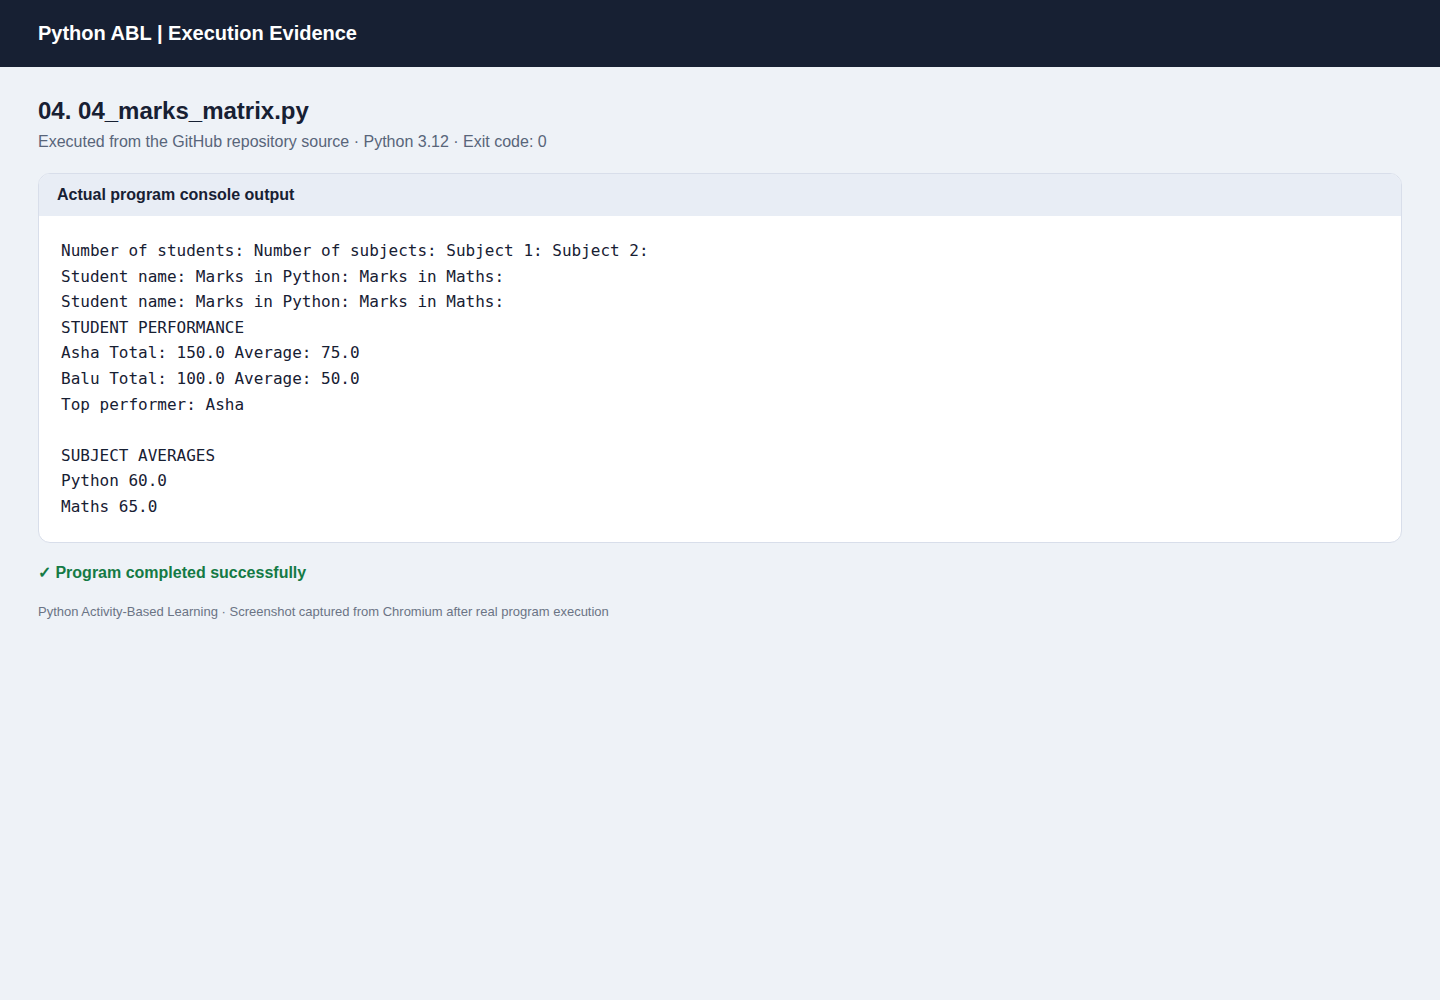 Python ABL | Execution Evidence
04. 04_marks_matrix.py
Executed from the GitHub repository source · Python 3.12 · Exit code: 0
Actual program console output
Number of students: Number of subjects: Subject 1: Subject 2:
Student name: Marks in Python: Marks in Maths:
Student name: Marks in Python: Marks in Maths:
STUDENT PERFORMANCE
Asha Total: 150.0 Average: 75.0
Balu Total: 100.0 Average: 50.0
Top performer: Asha
SUBJECT AVERAGES
Python 60.0
Maths 65.0
✓ Program completed successfully
Python Activity-Based Learning · Screenshot captured from Chromium after real program execution